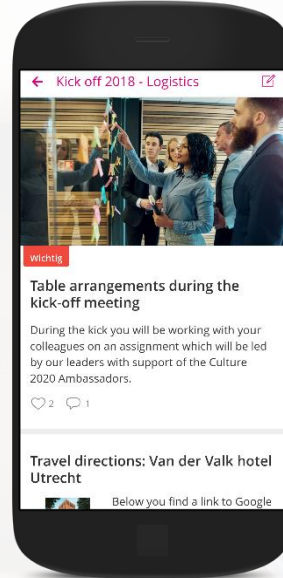 Kick off 2018 - Logistics
Wichtig
Table arrangements during the
kick-off meeting
During the kick you will be working with your
colleagues on an assignment which will be led
by our leaders with support of the Culture
2020 Ambassadors.
2 1
Travel directions: Van der Valk hotel
Utrecht
Below you find a link to Google